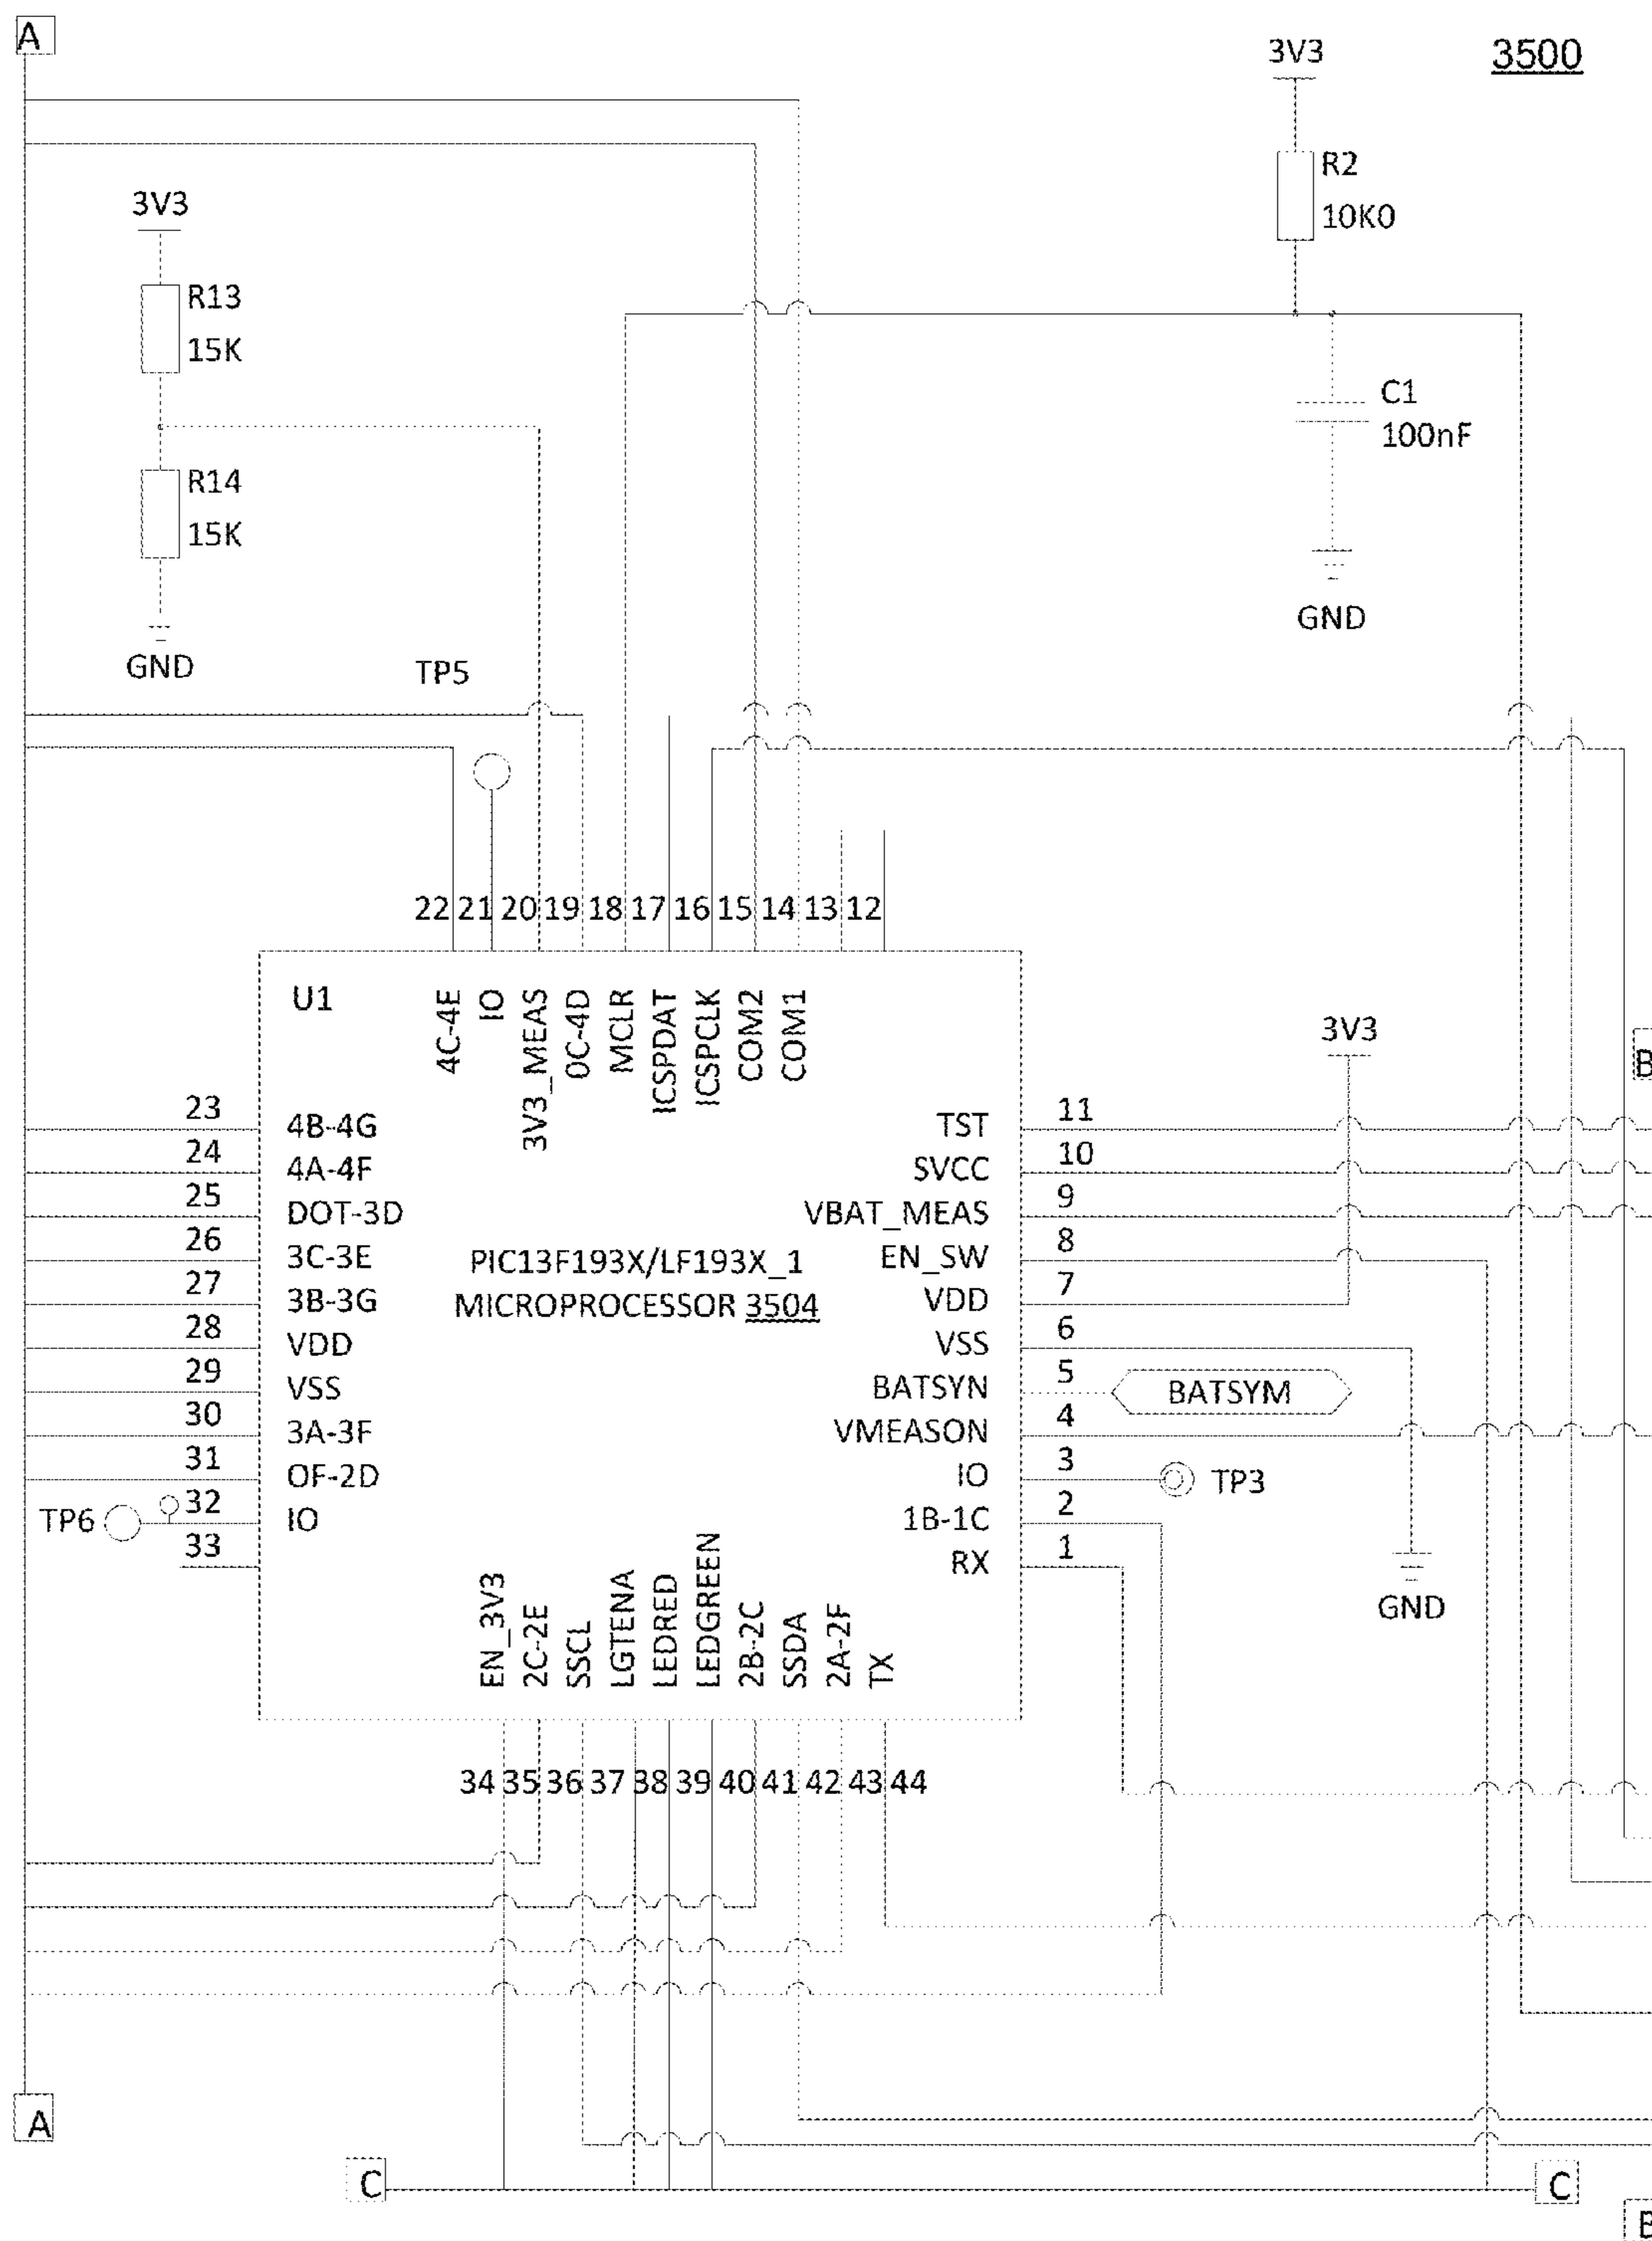 A
3V3
3500
R2
10K0
3V3
R13
15K
C1
100nF
R14
15K
GND
GND
TP5
22 21 20 19 18 17 16 15 14 13 12
U1
4C-4E
IO
3V3_MEAS
0C-4D
MCLR
ICSPDAT
ICSPCLK
COM2
COM1
3V3
B
23 4B-4G
24 4A-4F
25 DOT-3D
26 3C-3E
27 3B-3G
28 VDD
29 VSS
30 3A-3F
31 OF-2D
TP6 32 IO
33
PIC13F193X/LF193X_1
MICROPROCESSOR 3504
TST 11
SVCC 10
VBAT_MEAS 9
EN_SW 8
VDD 7
VSS 6
BATSYN 5 BATSYM
VMEASON 4
IO 3 TP3
1B-1C 2
RX 1
GND
EN_3V3
2C-2E
SSCL
LGTENA
LEDRED
LEDGREEN
2B-2C
SSDA
2A-2F
TX
34 35 36 37 38 39 40 41 42 43 44
A
C
C
B